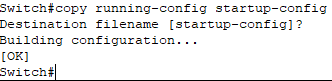 Switch#copy running-config startup-config
Destination filename [startup-config]?
Building configuration...
[OK]
Switch#